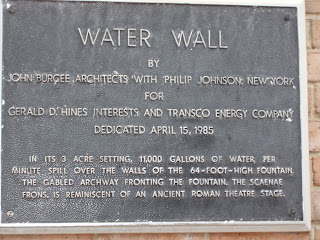 WATER WALL
BY
JOHN BURGEE ARCHITECTS WITH PHILIP JOHNSON, NEW YORK
FOR
GERALD D. HINES INTERESTS AND TRANSCO ENERGY COMPANY
DEDICATED APRIL 15, 1985
IN ITS 3 ACRE SETTING, 11,000 GALLONS OF WATER, PER
MINUTE SPILL OVER THE WALLS OF THE 64-FOOT-HIGH FOUNTAIN.
THE GABLED ARCHWAY FRONTING THE FOUNTAIN, THE SCAENAE
FRONS, IS REMINISCENT OF AN ANCIENT ROMAN THEATRE STAGE.